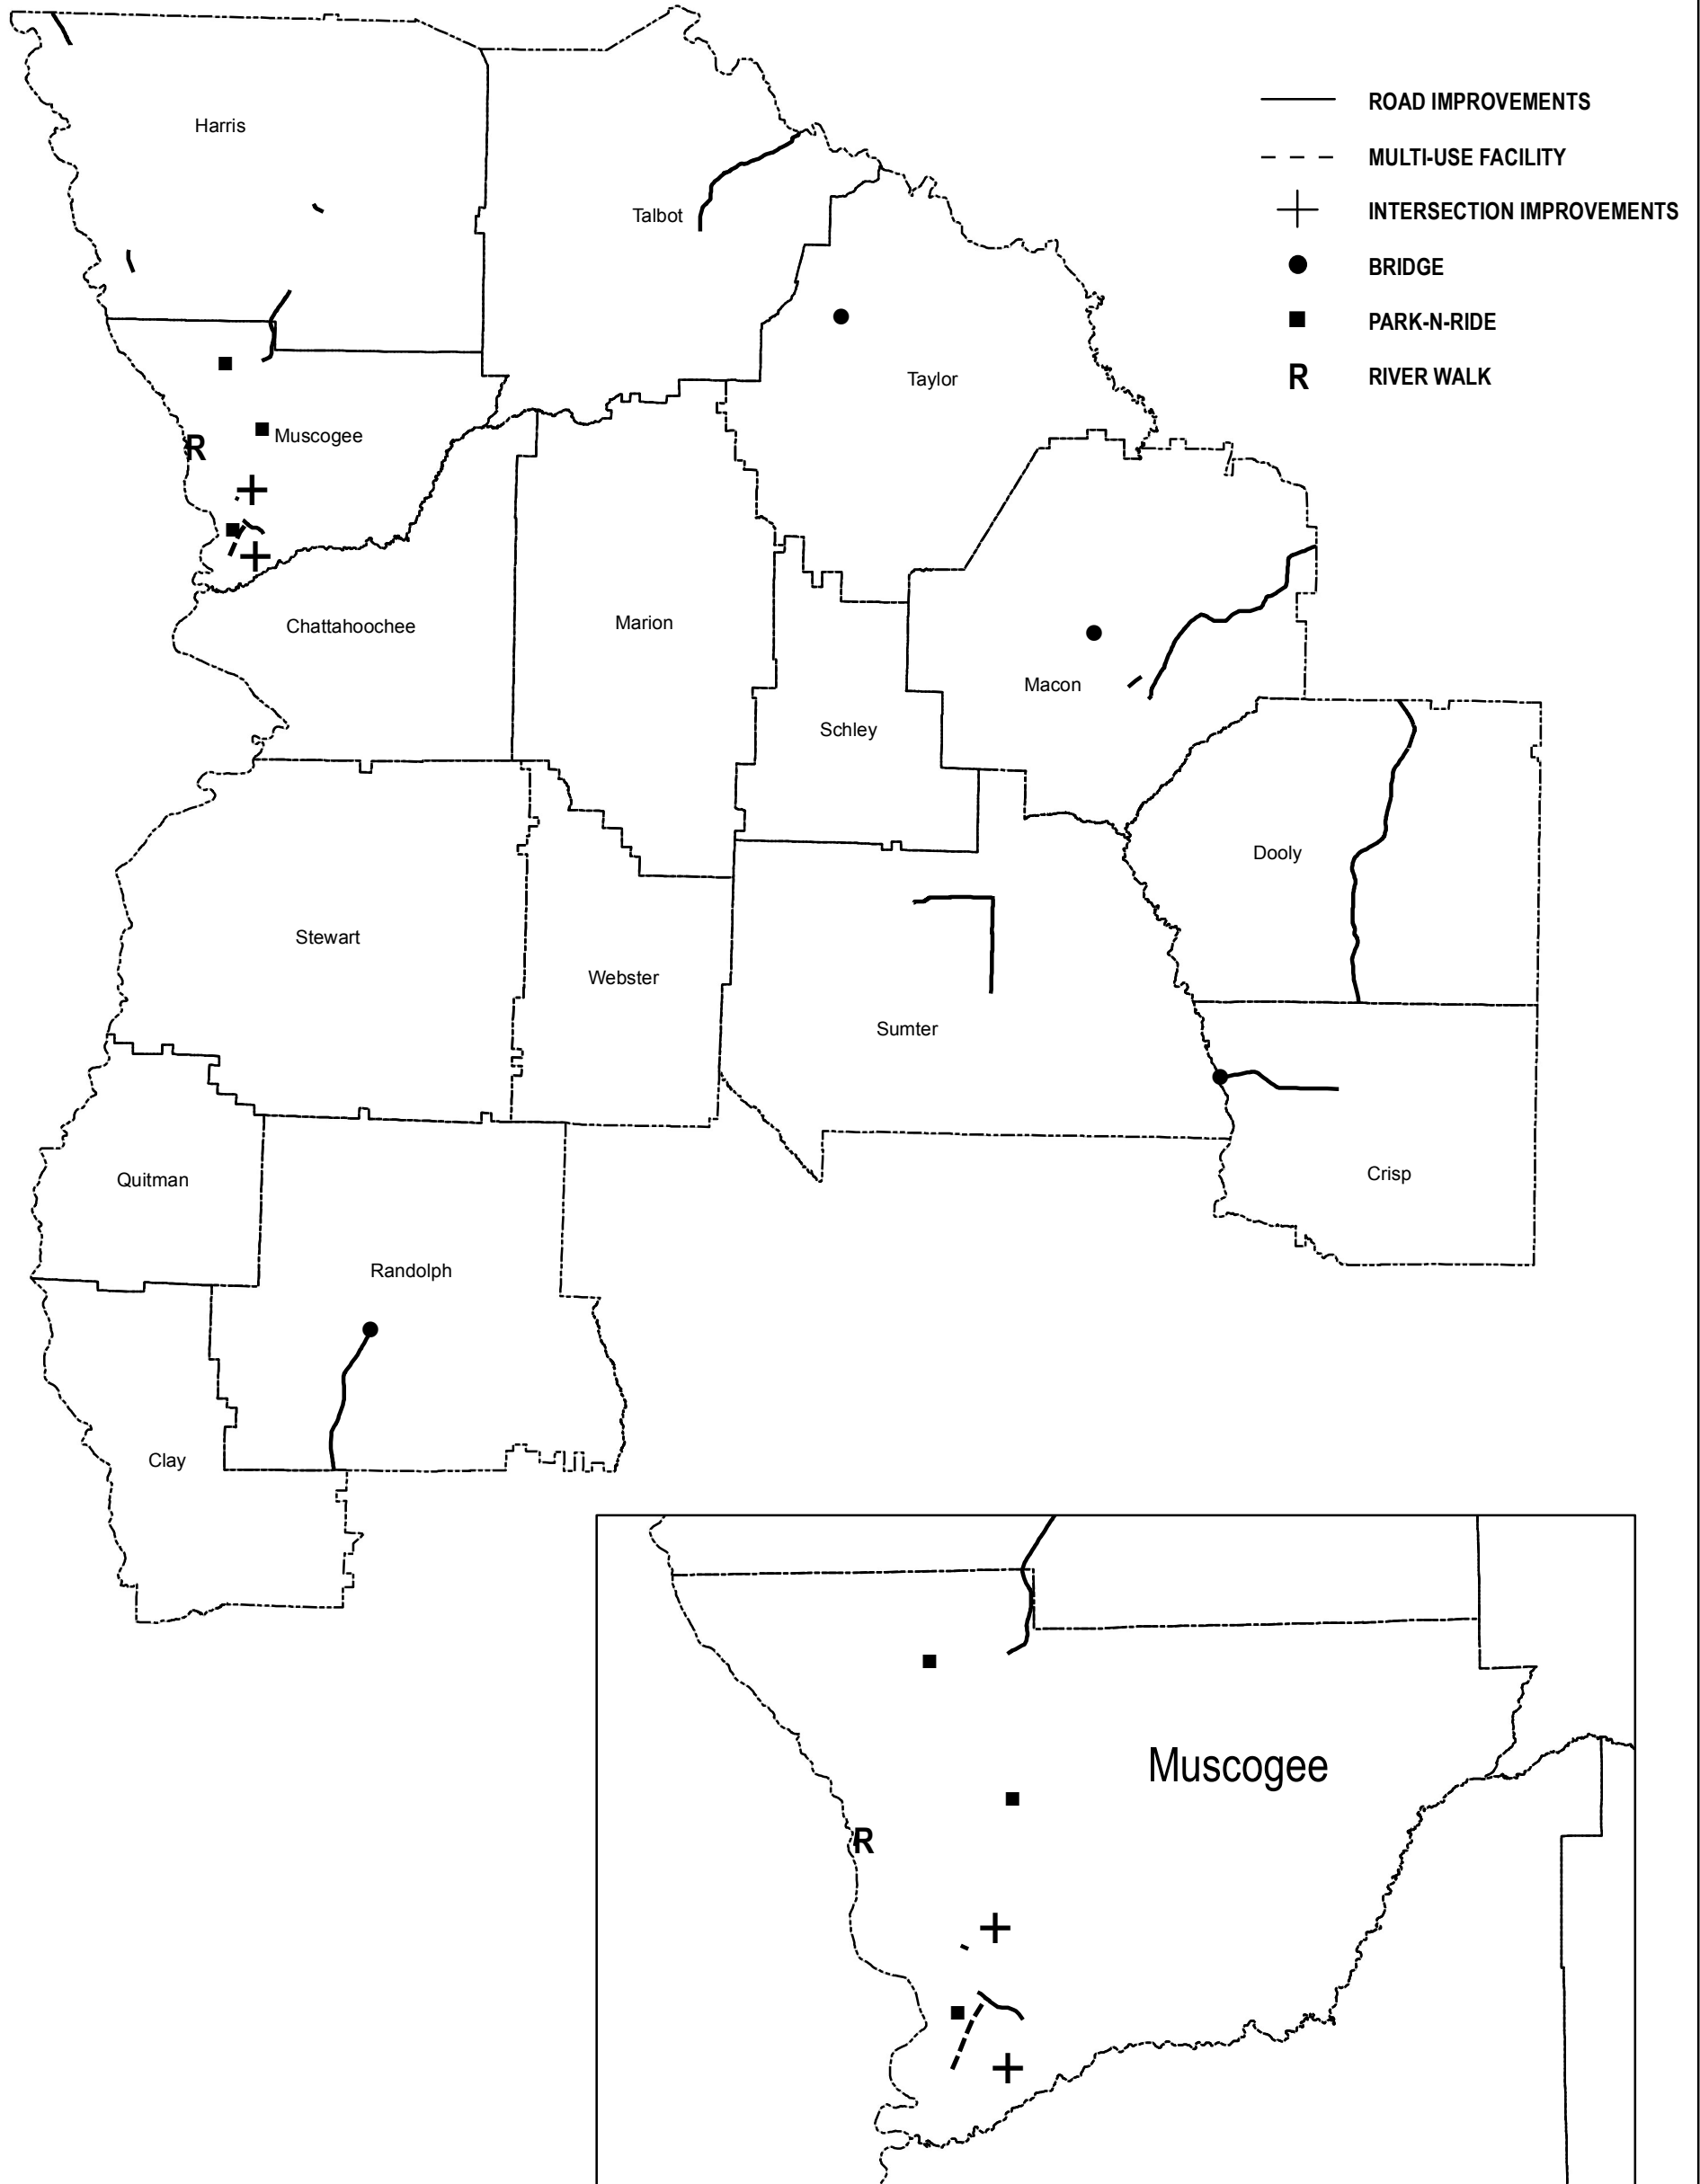 ROAD IMPROVEMENTS
MULTI-USE FACILITY
INTERSECTION IMPROVEMENTS
BRIDGE
PARK-N-RIDE
R RIVER WALK
Harris
Talbot
Taylor
R
Muscogee
Chattahoochee
Marion
Macon
Schley
Dooly
Stewart
Webster
Sumter
Quitman
Crisp
Randolph
Clay
Muscogee
R